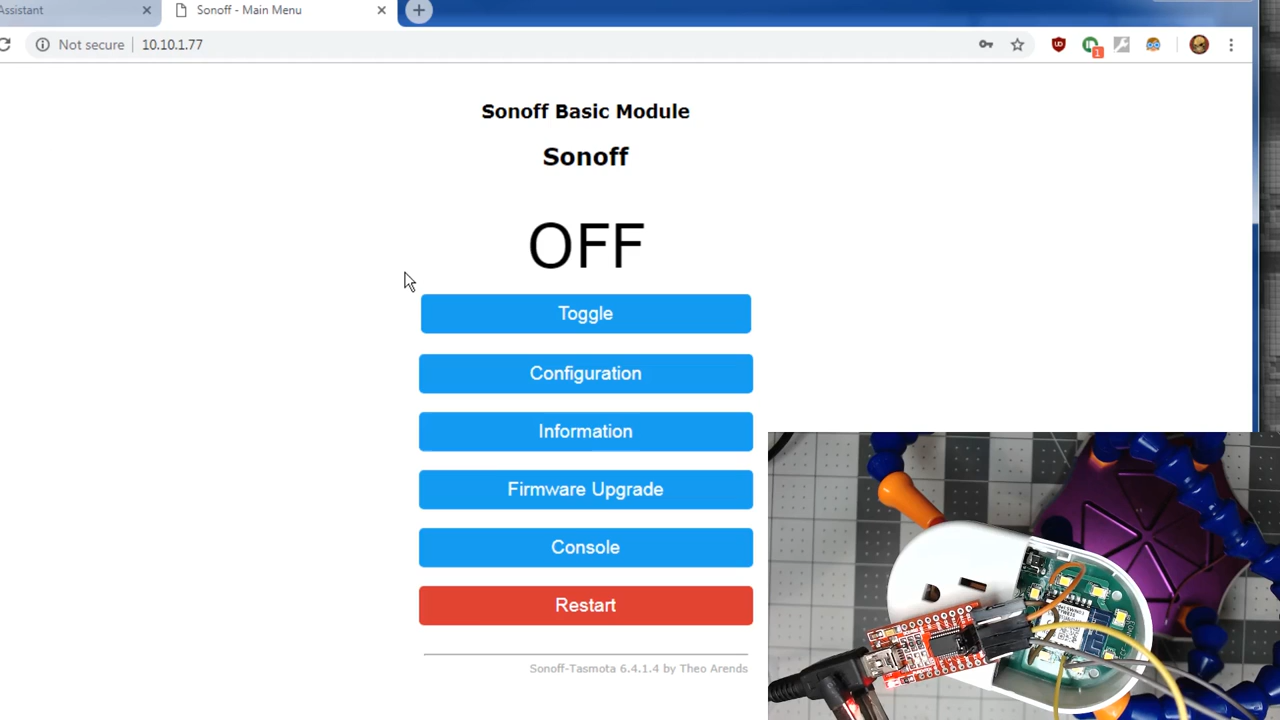 Assistant
Sonoff - Main Menu
Not secure
10.10.1.77
1
Sonoff Basic Module
Sonoff
OFF
Toggle
Configuration
Information
Firmware Upgrade
Console
Restart
Sonoff-Tasmota 6.4.1.4 by Theo Arends